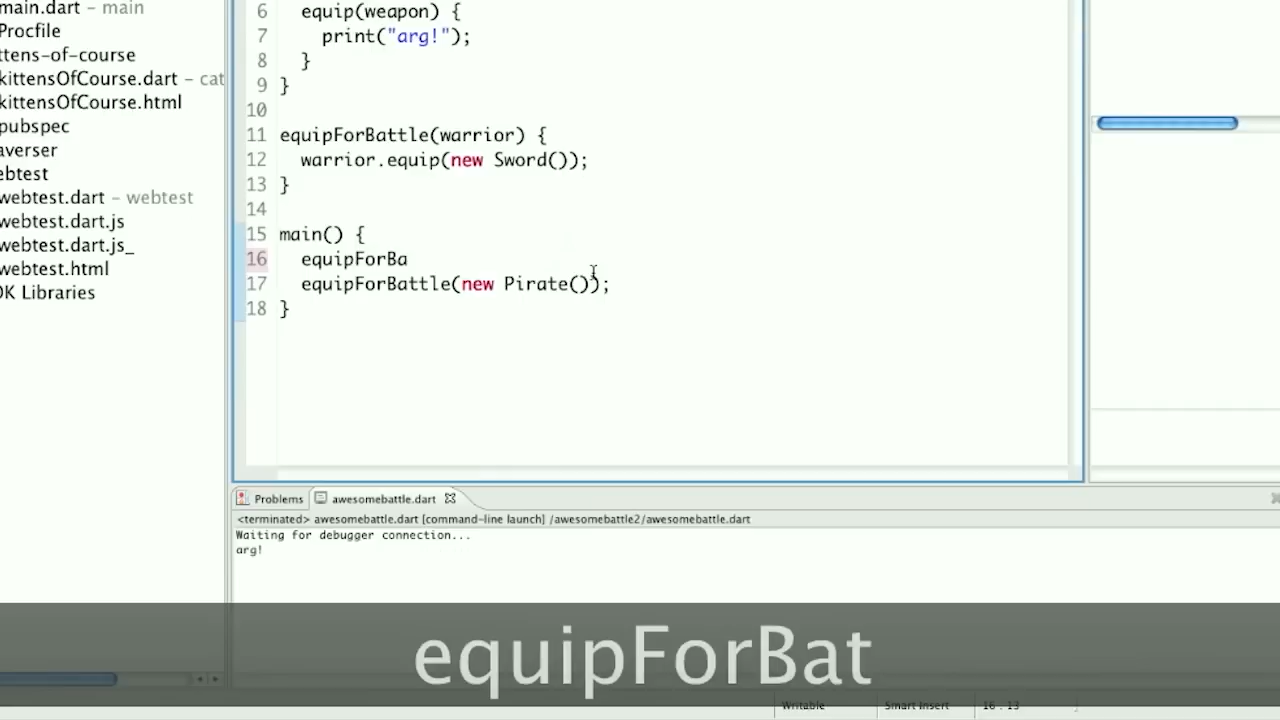 main.dart – main
Procfile
ttens-of-course
kittensOfCourse.dart – cat
kittensOfCourse.html
pubspec
averser
ebtest
webtest.dart – webtest
webtest.dart.js
webtest.dart.js_
webtest.html
OK Libraries
6 equip(weapon) {
7 print("arg!");
8 }
9 }
10
11 equipForBattle(warrior) {
12 warrior.equip(new Sword());
13 }
14
15 main() {
16 equipForBa
17 equipForBattle(new Pirate());
18 }
Problems awesomebattle.dart
<terminated> awesomebattle.dart [command-line launch] /awesomebattle2/awesomebattle.dart
Waiting for debugger connection...
arg!
equipForBat
Writable Smart Insert 16 : 13